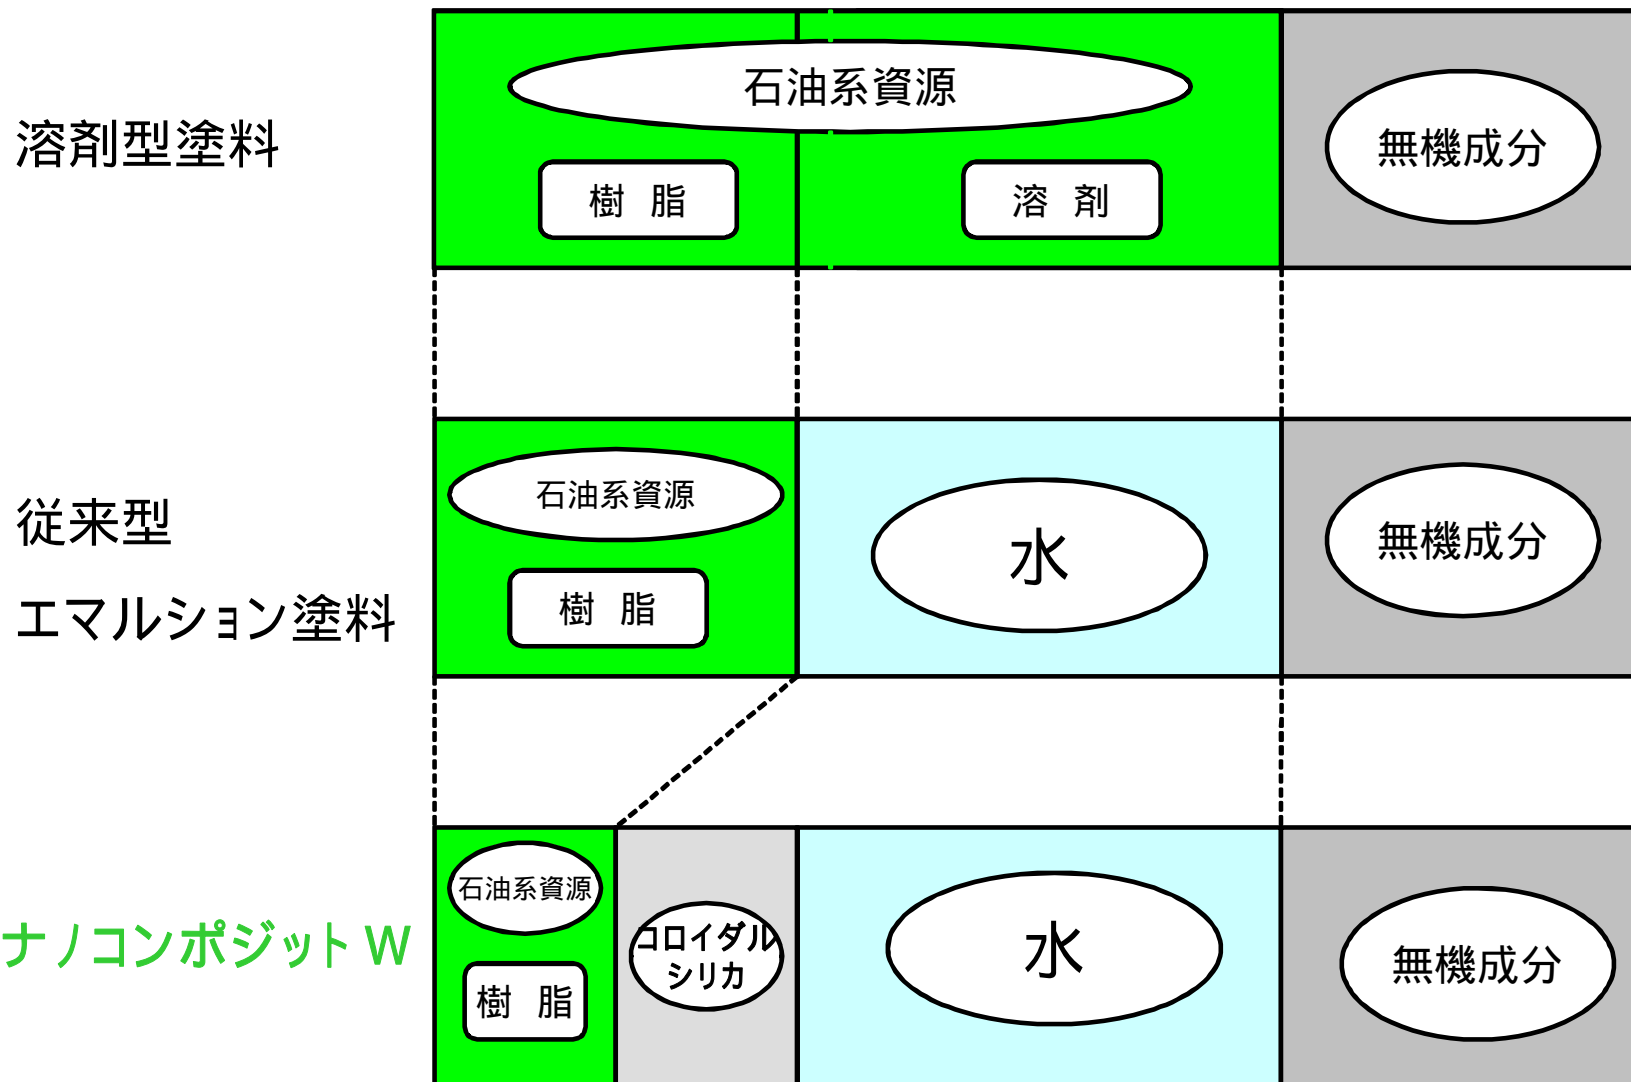 石油系資源
溶剤型塗料
樹 脂
溶 剤
無機成分
従来型
エマルション塗料
石油系資源
樹 脂
水
無機成分
ナノコンポジット W
石油系資源
樹 脂
コロイダル
シリカ
水
無機成分